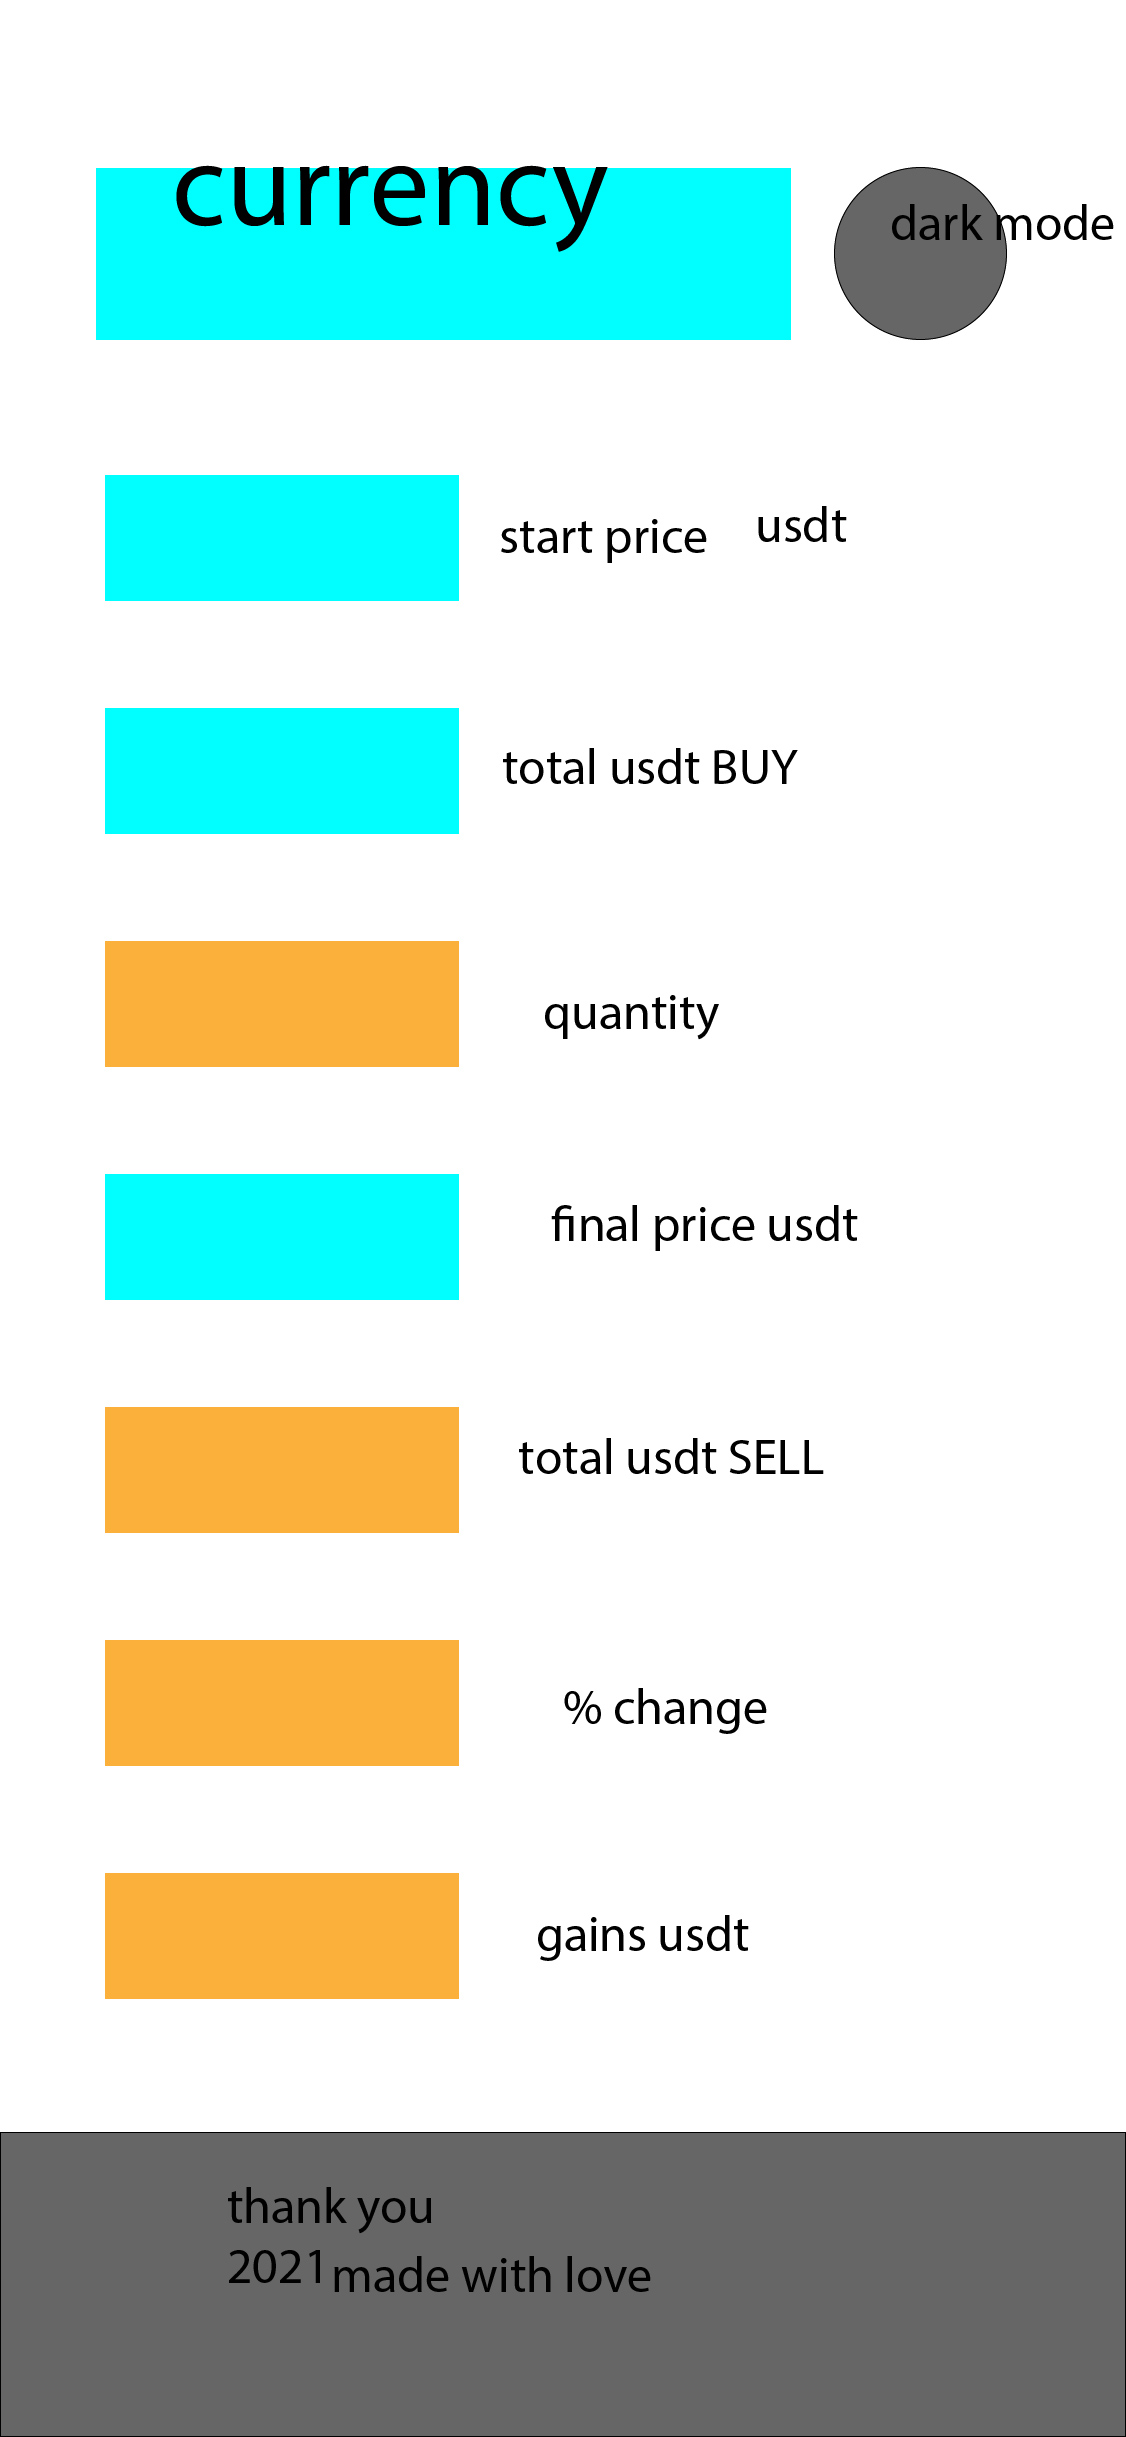 currency
dark mode
start price usdt
total usdt BUY
quantity
final price usdt
total usdt SELL
% change
gains usdt
thank you
2021 made with love